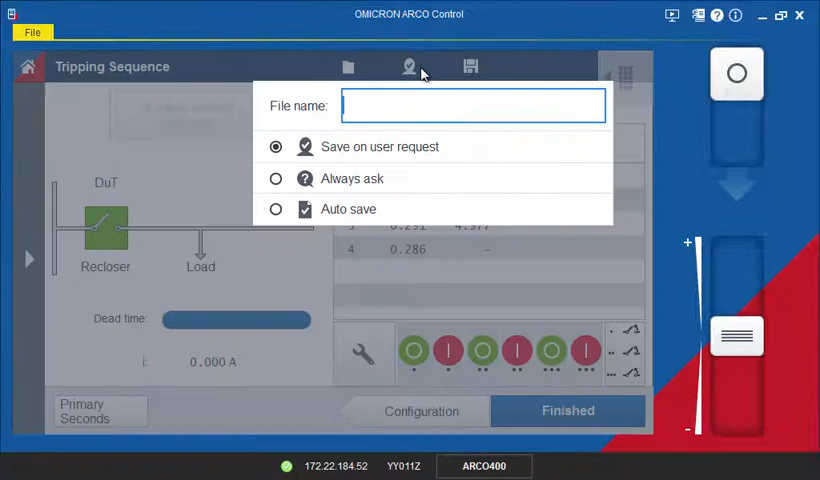 OMICRON ARCO Control
File
Tripping Sequence
File name:
Save on user request
Always ask
Auto save
DuT
Recloser
Load
3 0.291 4.977
4 0.286 -
Dead time:
i: 0.000 A
+
-
Primary
Seconds
Configuration
Finished
172.22.184.52 YY011Z ARCO400